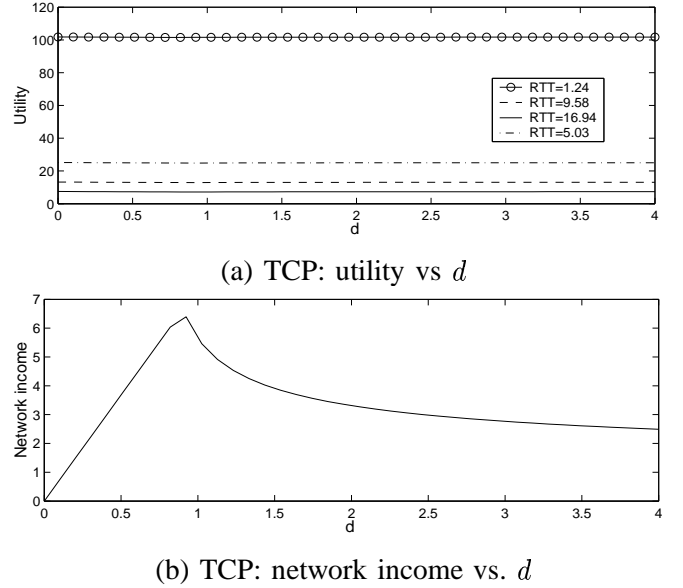 120
100
80
60
40
20
0
Utility
RTT=1.24
RTT=9.58
RTT=16.94
RTT=5.03
0 0.5 1 1.5 2 2.5 3 3.5 4
d
(a) TCP: utility vs d
7
6
5
4
3
2
1
0
Network income
0 0.5 1 1.5 2 2.5 3 3.5 4
d
(b) TCP: network income vs. d